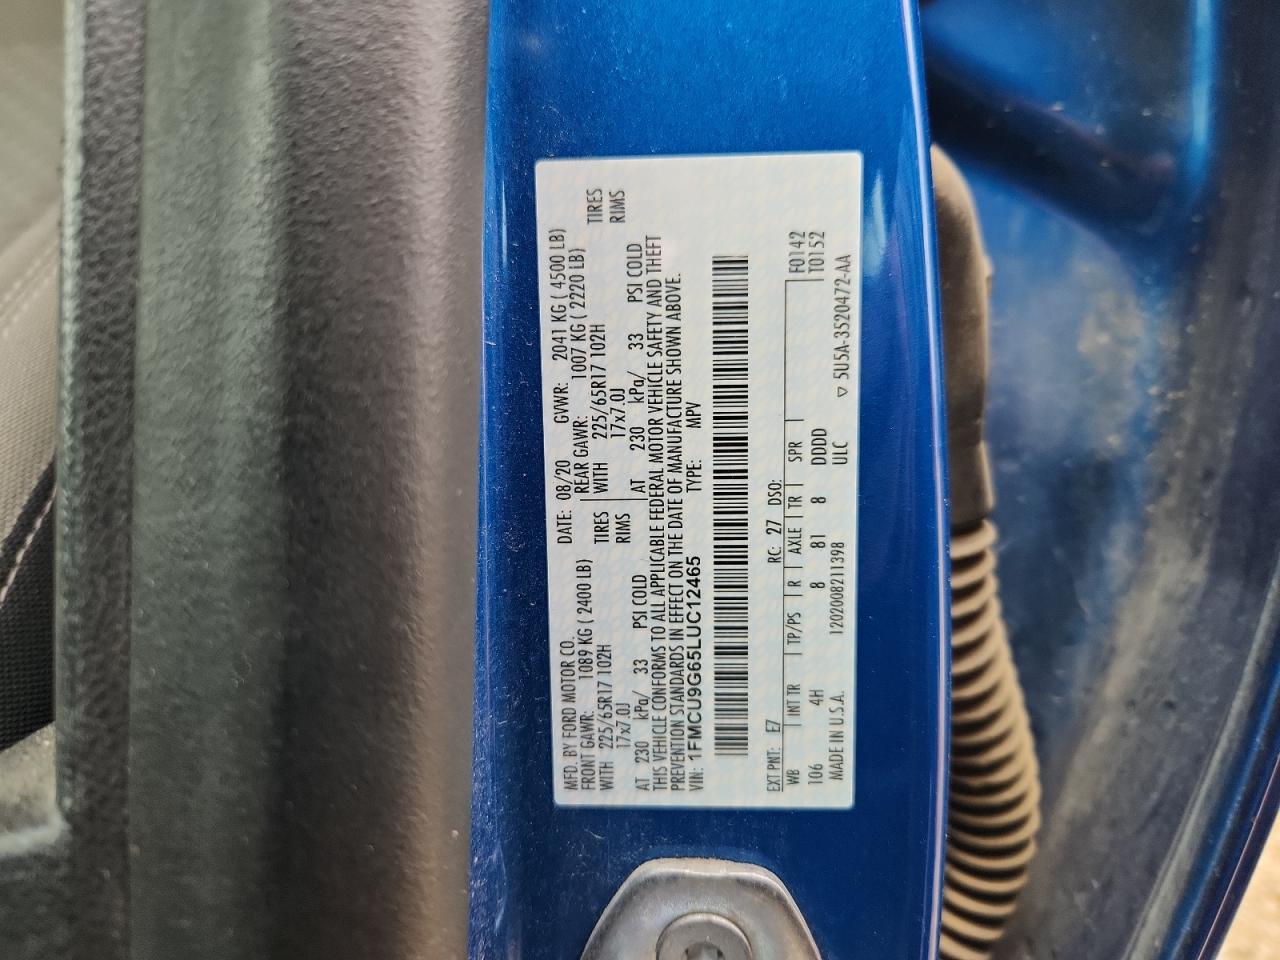 MFD. BY FORD MOTOR CO. DATE: 08/20 GVWR: 2041 KG ( 4500 LB)
FRONT GAWR: 1089 KG ( 2400 LB) REAR GAWR: 1007 KG ( 2220 LB)
WITH 225/65R17 102H TIRES WITH 225/65R17 102H TIRES
17x7.0J RIMS 17x7.0J RIMS
AT 230 kPa/ 33 PSI COLD AT 230 kPa/ 33 PSI COLD
THIS VEHICLE CONFORMS TO ALL APPLICABLE FEDERAL MOTOR VEHICLE SAFETY AND THEFT
PREVENTION STANDARDS IN EFFECT ON THE DATE OF MANUFACTURE SHOWN ABOVE.
VIN: 1FMCU9G65LUC12465 TYPE: MPV
EXT PNT: E7 RC: 27 DSO:
WB INT TR TP/PS R AXLE TR SPR F0142
106 4H 8 81 8 DDDD T0152
MADE IN U.S.A. 120200821 1398 ULC ▽ 5U5A-3520472-AA